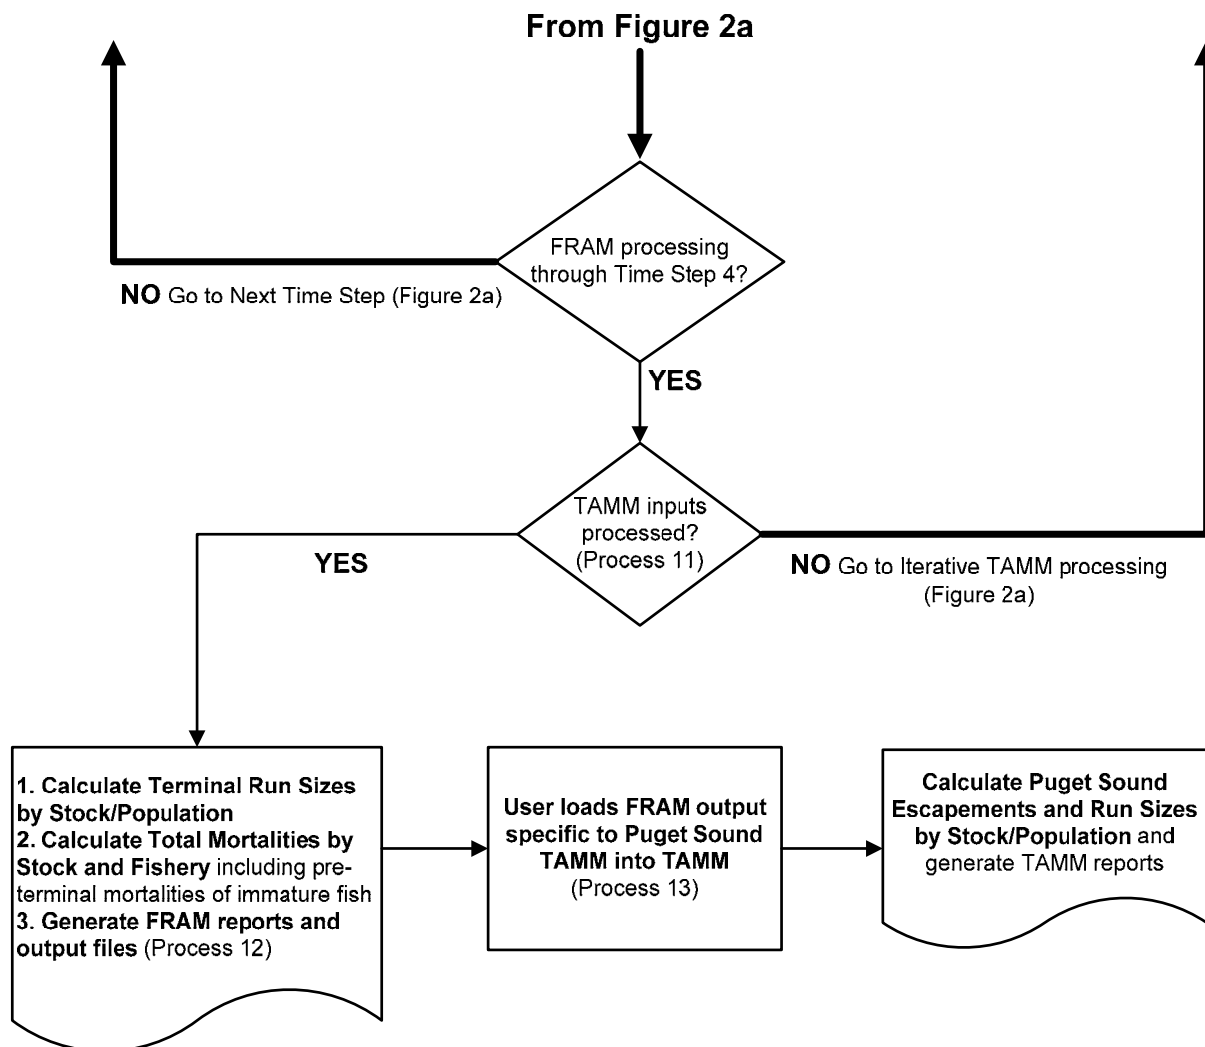 From Figure 2a
FRAM processing
through Time Step 4?
NO Go to Next Time Step (Figure 2a)
YES
TAMM inputs
processed?
(Process 11)
YES
NO Go to Iterative TAMM processing
(Figure 2a)
1. Calculate Terminal Run Sizes
by Stock/Population
2. Calculate Total Mortalities by
Stock and Fishery including pre-
terminal mortalities of immature fish
3. Generate FRAM reports and
output files (Process 12)
User loads FRAM output
specific to Puget Sound
TAMM into TAMM
(Process 13)
Calculate Puget Sound
Escapements and Run Sizes
by Stock/Population and
generate TAMM reports